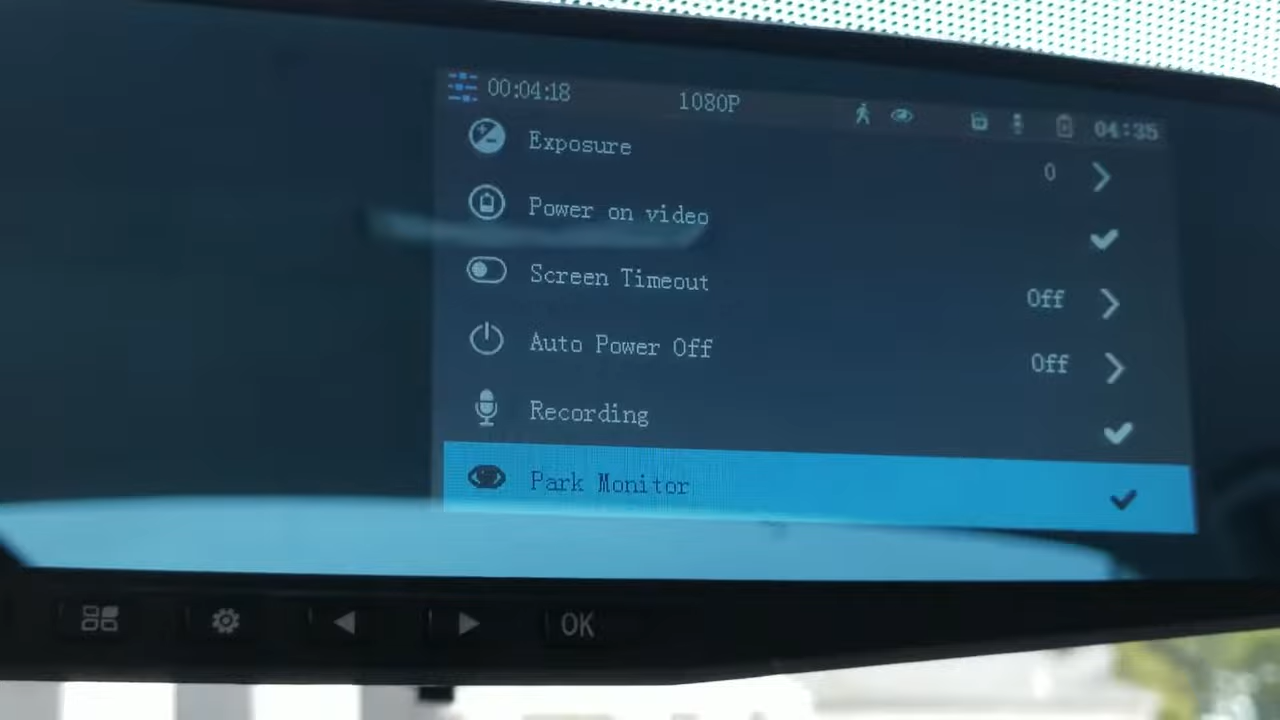 00:04:18 1080P 04:35
Exposure 0
Power on video
Screen Timeout Off
Auto Power Off Off
Recording
Park Monitor
OK